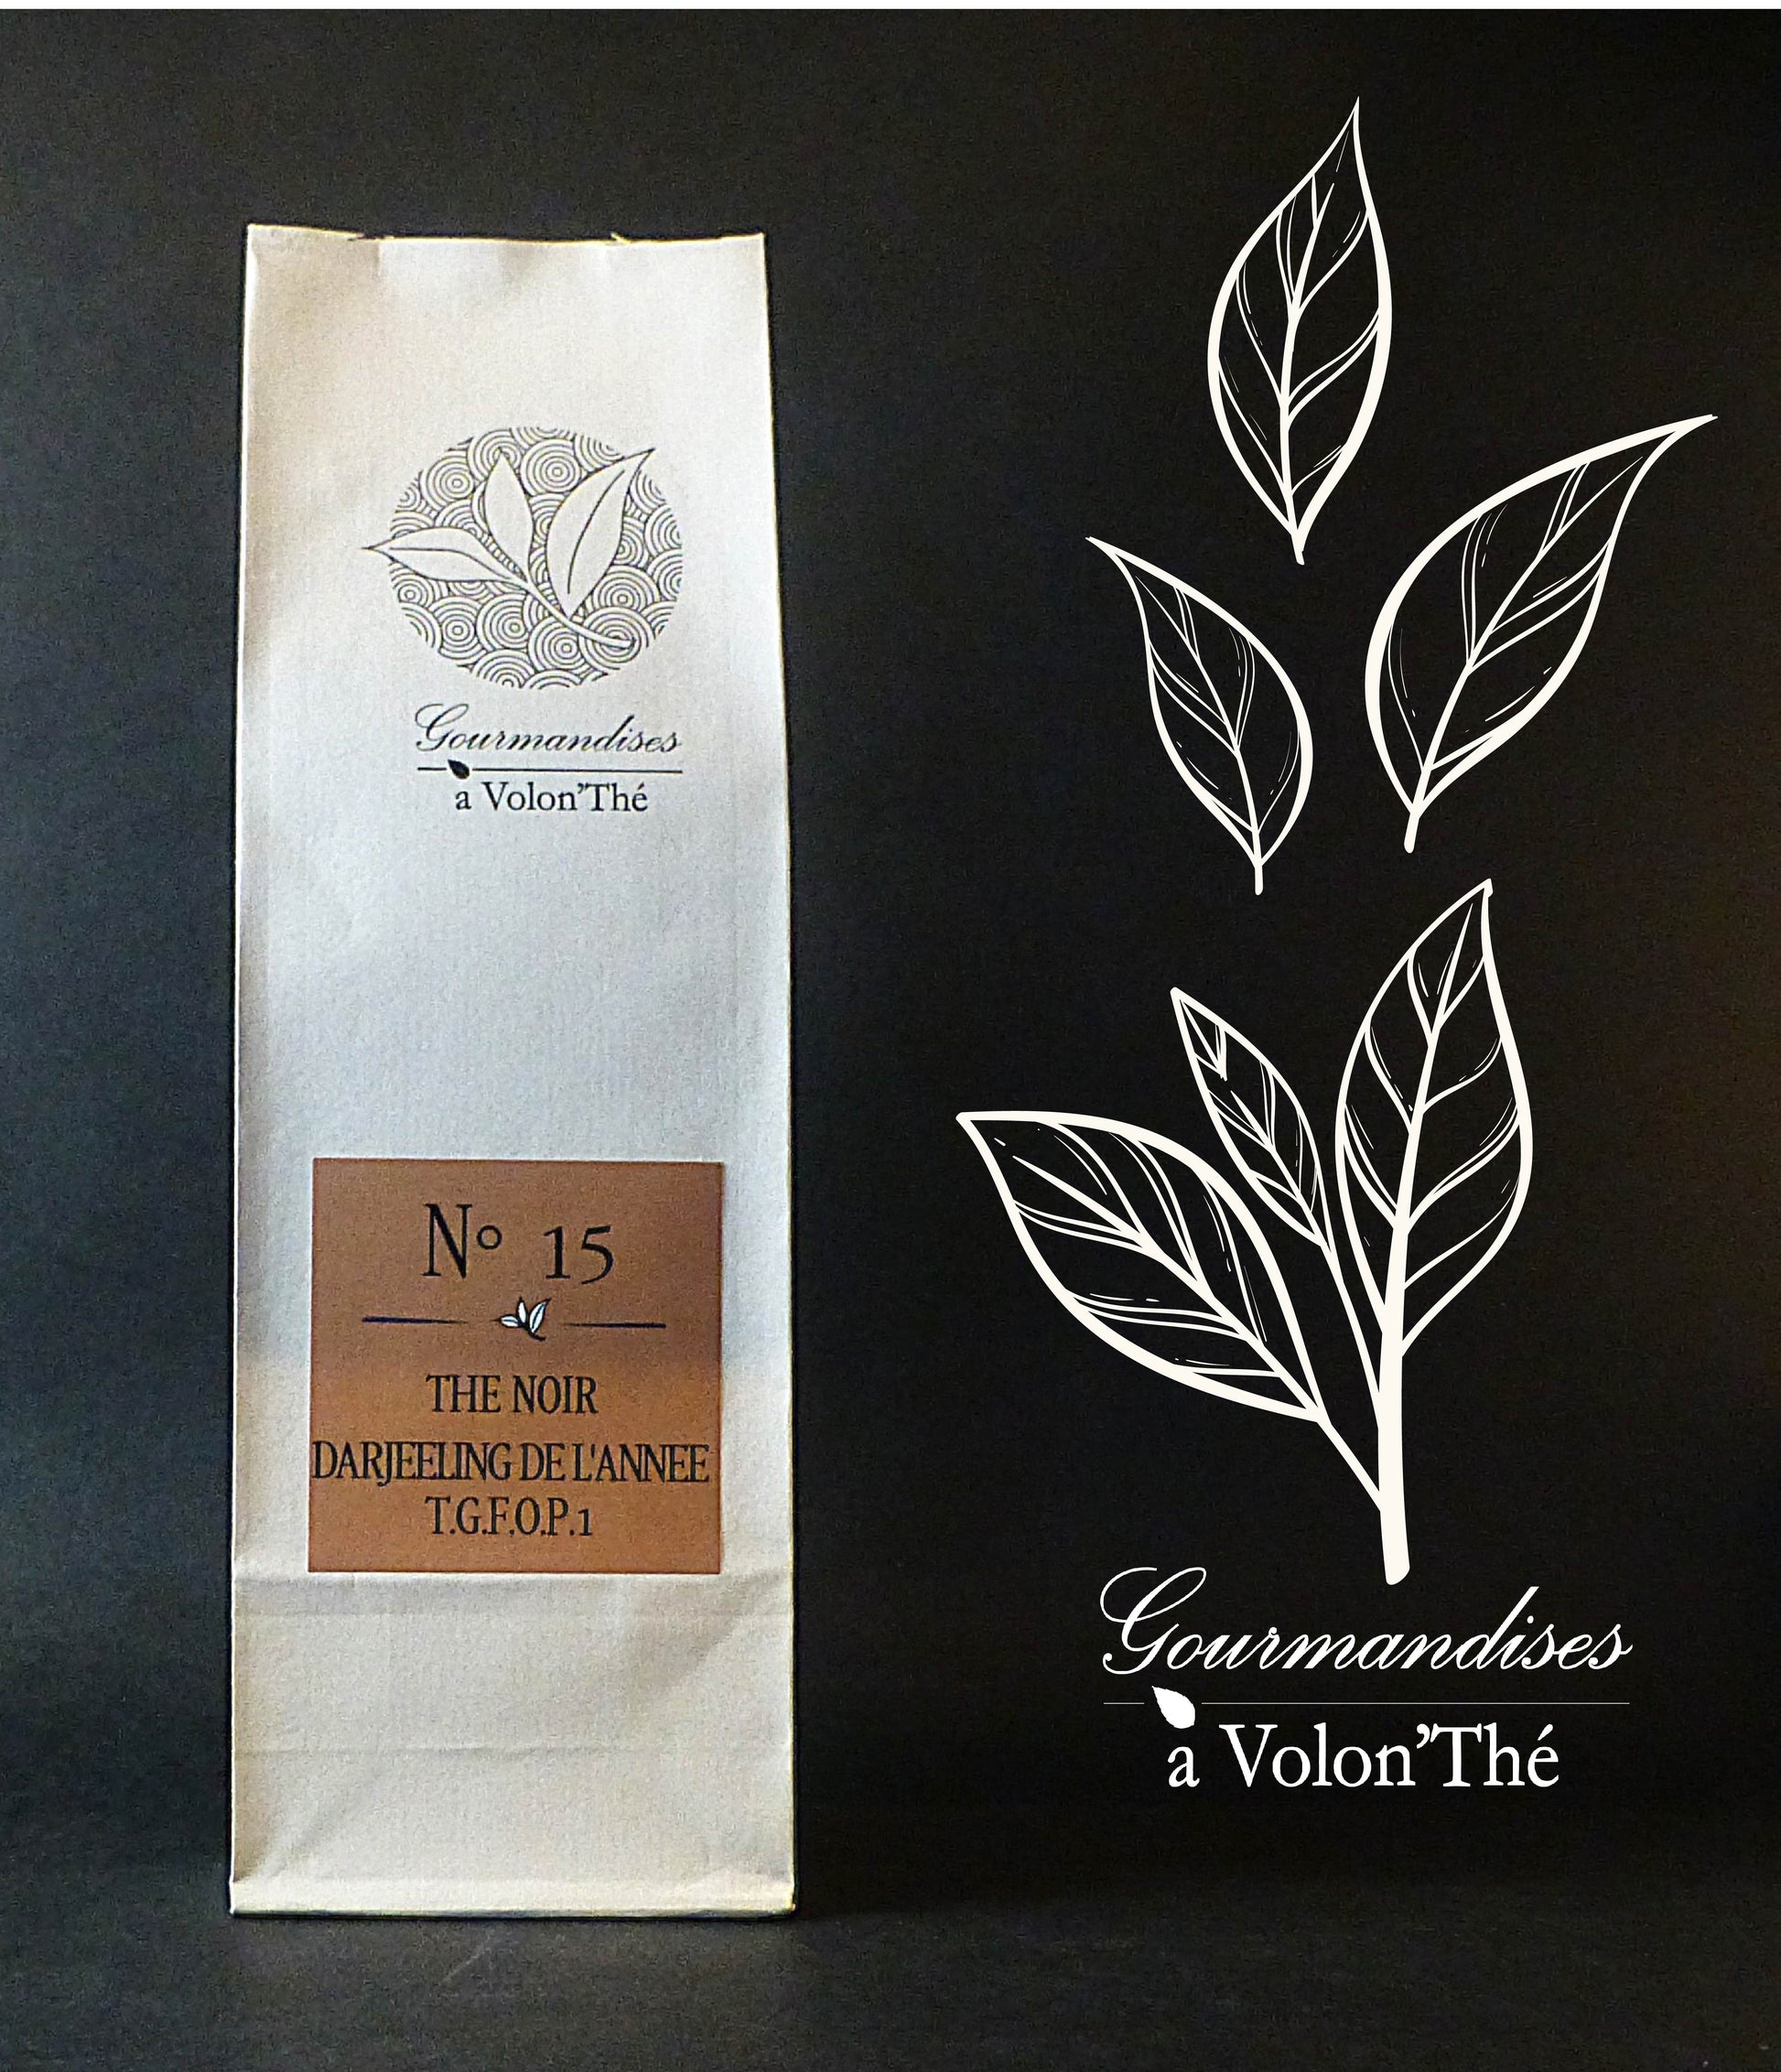 Gourmandises
a Volon'Thé
N° 15
THE NOIR
DARJEELING DE L'ANNEE
T.G.F.O.P.1
Gourmandises
a Volon'Thé